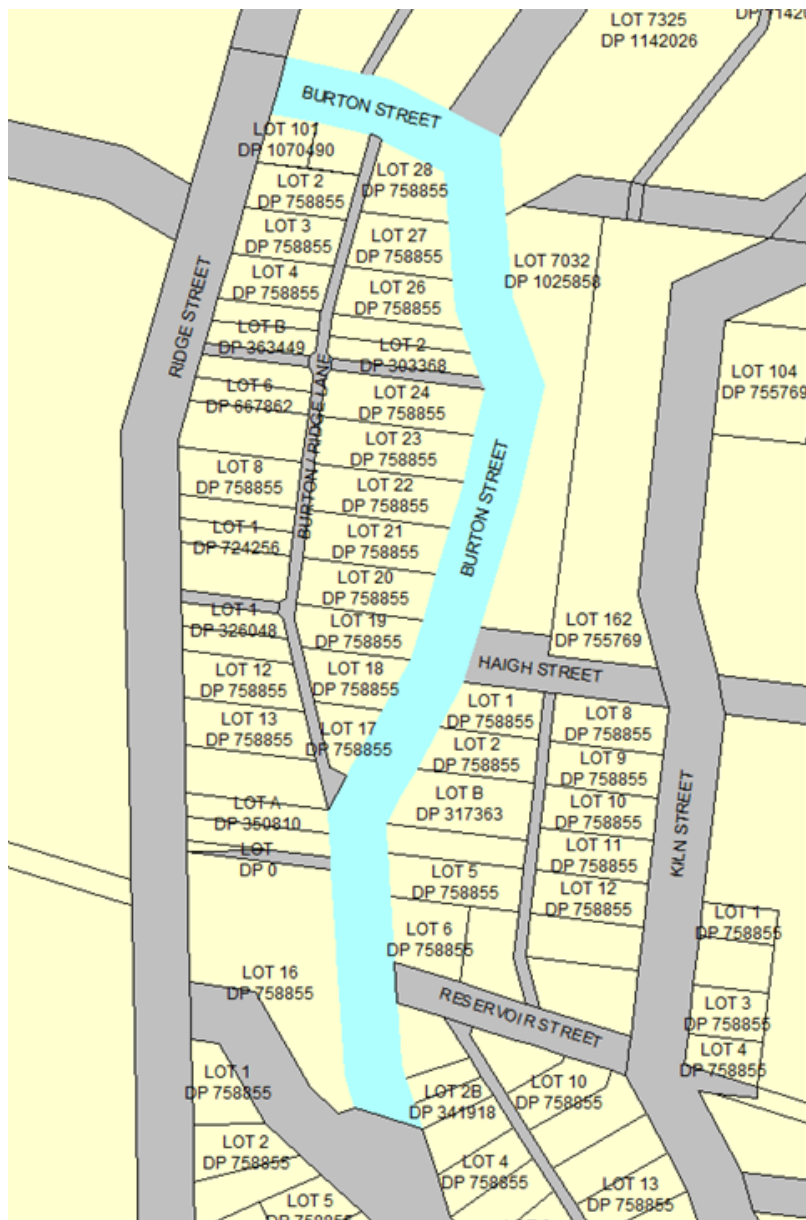 LOT 7325
DP 1142026
BURTON STREET
LOT 101
DP 1070490
LOT 28
DP 758855
LOT 2
DP 758855
LOT 3
DP 758855
LOT 27
DP 758855
LOT 7032
DP 1025858
LOT 4
DP 758855
LOT 26
DP 758855
RIDGE STREET
LOT B
DP 363449
LOT 2
DP 303368
LOT 104
DP 755769
LOT 6
DP 667862
LOT 24
DP 758855
BURTON / RIDGE LANE
LOT 23
DP 758855
LOT 8
DP 758855
LOT 22
DP 758855
BURTON STREET
LOT 1
DP 724256
LOT 21
DP 758855
LOT 20
DP 758855
LOT 1
DP 326048
LOT 19
DP 758855
LOT 162
DP 755769
HAIGH STREET
LOT 12
DP 758855
LOT 18
DP 758855
LOT 1
DP 758855
LOT 8
DP 758855
LOT 13
DP 758855
LOT 17
DP 758855
LOT 2
DP 758855
LOT 9
DP 758855
LOT A
DP 350810
LOT B
DP 317363
LOT 10
DP 758855
KILN STREET
LOT
DP 0
LOT 5
DP 758855
LOT 11
DP 758855
LOT 12
DP 758855
LOT 1
DP 758855
LOT 6
DP 758855
LOT 16
DP 758855
RESERVOIR STREET
LOT 3
DP 758855
LOT 4
DP 758855
LOT 1
DP 758855
LOT 2B
DP 341918
LOT 10
DP 758855
LOT 2
DP 758855
LOT 4
DP 758855
LOT 13
DP 758855
LOT 5
DP 758855